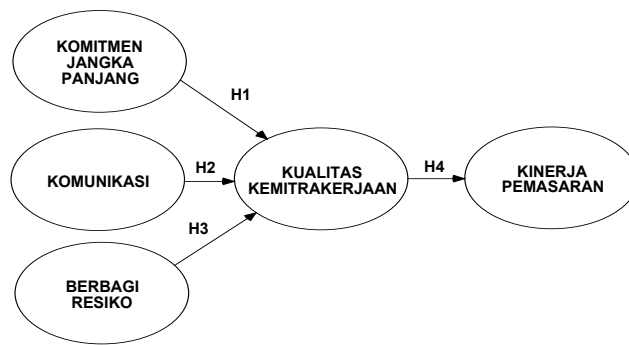 KOMITMEN
JANGKA
PANJANG
H1
KOMUNIKASI
H2
KUALITAS
KEMITRAKERJAAN
H4
KINERJA
PEMASARAN
H3
BERBAGI
RESIKO